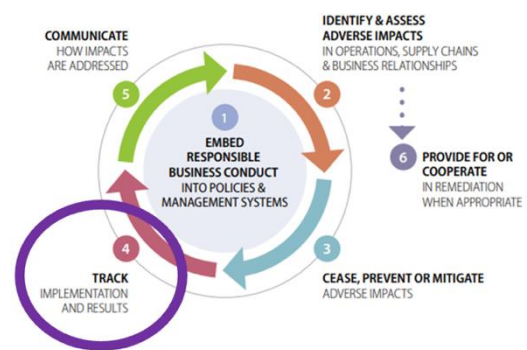 1
EMBED
RESPONSIBLE
BUSINESS CONDUCT
INTO POLICIES &
MANAGEMENT SYSTEMS
2
IDENTIFY & ASSESS
ADVERSE IMPACTS
IN OPERATIONS, SUPPLY CHAINS
& BUSINESS RELATIONSHIPS
3
CEASE, PREVENT OR MITIGATE
ADVERSE IMPACTS
4
TRACK
IMPLEMENTATION
AND RESULTS
5
COMMUNICATE
HOW IMPACTS
ARE ADDRESSED
6
PROVIDE FOR OR
COOPERATE
IN REMEDIATION
WHEN APPROPRIATE